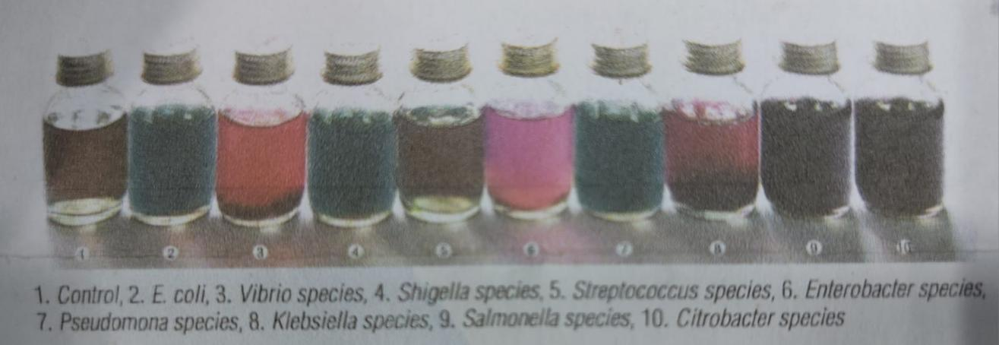 1 2 3 4 5 6 7 8 9 10
1. Control, 2. E. coli, 3. Vibrio species, 4. Shigella species, 5. Streptococcus species, 6. Enterobacter species,
7. Pseudomona species, 8. Klebsiella species, 9. Salmonella species, 10. Citrobacter species